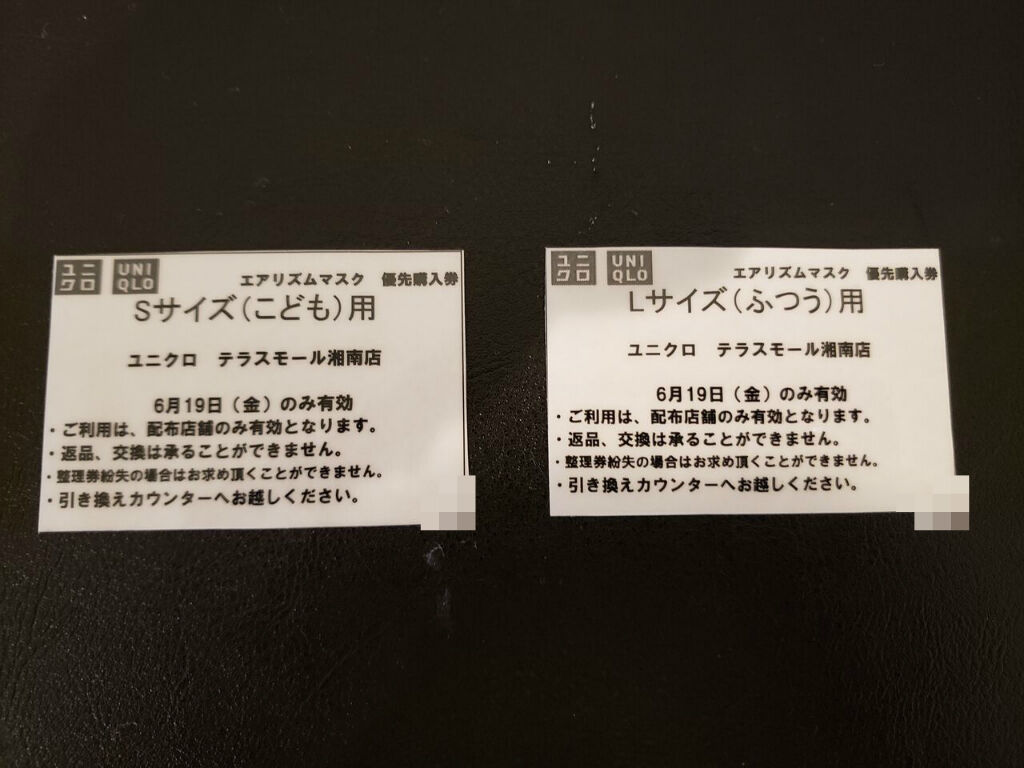 ユニ
クロ
UNI
QLO
エアリズムマスク　優先購入券
Sサイズ(こども)用
ユニクロ　テラスモール湘南店
6月19日（金）のみ有効
・ご利用は、配布店舗のみ有効となります。
・返品、交換は承ることができません。
・整理券紛失の場合はお求め頂くことができません。
・引き換えカウンターへお越しください。
ユニ
クロ
UNI
QLO
エアリズムマスク　優先購入券
Lサイズ(ふつう)用
ユニクロ　テラスモール湘南店
6月19日（金）のみ有効
・ご利用は、配布店舗のみ有効となります。
・返品、交換は承ることができません。
・整理券紛失の場合はお求め頂くことができません。
・引き換えカウンターへお越しください。